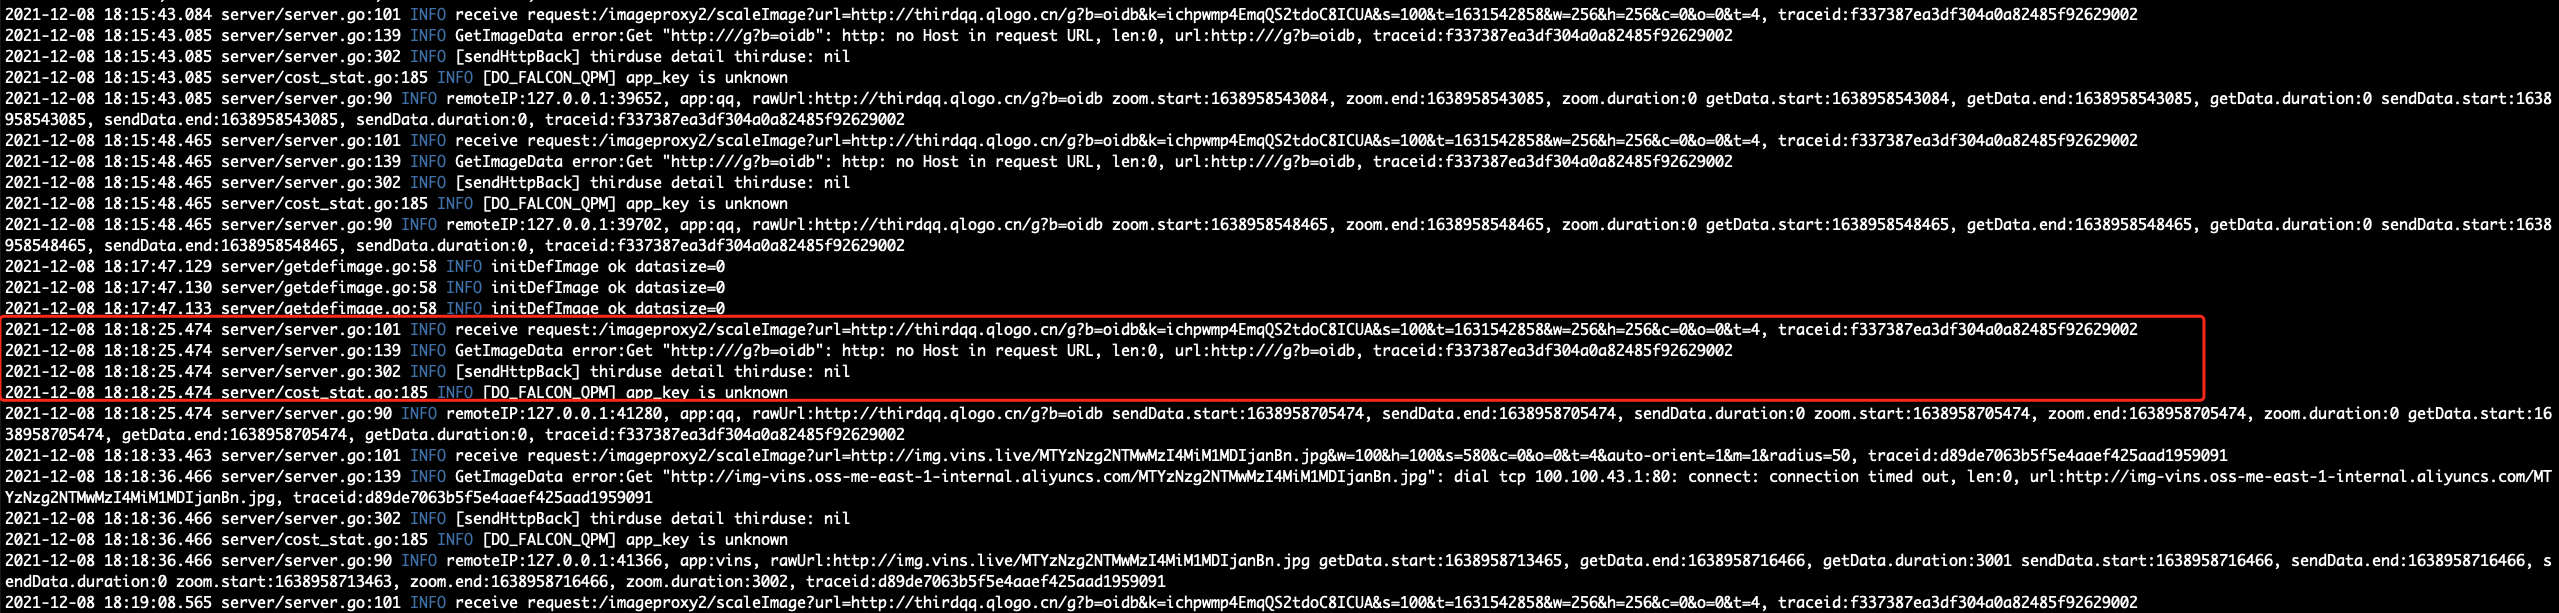 2021-12-08 18:15:43.084 server/server.go:101 INFO receive request:/imageproxy2/scaleImage?url=http://thirdqq.qlogo.cn/g?b=oidb&k=ichpwmp4EmqQS2tdoC8ICUA&s=100&t=1631542858&w=256&h=256&c=0&o=0&t=4, traceid:f337387ea3df304a0a82485f92629002
2021-12-08 18:15:43.085 server/server.go:139 INFO GetImageData error:Get "http:///g?b=oidb": http: no Host in request URL, len:0, url:http:///g?b=oidb, traceid:f337387ea3df304a0a82485f92629002
2021-12-08 18:15:43.085 server/server.go:302 INFO [sendHttpBack] thirduse detail thirduse: nil
2021-12-08 18:15:43.085 server/cost_stat.go:185 INFO [DO_FALCON_QPM] app_key is unknown
2021-12-08 18:15:43.085 server/server.go:90 INFO remoteIP:127.0.0.1:39652, app:qq, rawUrl:http://thirdqq.qlogo.cn/g?b=oidb zoom.start:1638958543084, zoom.end:1638958543085, zoom.duration:0 getData.start:1638958543084, getData.end:1638958543085, getData.duration:0 sendData.start:1638
958543085, sendData.end:1638958543085, sendData.duration:0, traceid:f337387ea3df304a0a82485f92629002
2021-12-08 18:15:48.465 server/server.go:101 INFO receive request:/imageproxy2/scaleImage?url=http://thirdqq.qlogo.cn/g?b=oidb&k=ichpwmp4EmqQS2tdoC8ICUA&s=100&t=1631542858&w=256&h=256&c=0&o=0&t=4, traceid:f337387ea3df304a0a82485f92629002
2021-12-08 18:15:48.465 server/server.go:139 INFO GetImageData error:Get "http:///g?b=oidb": http: no Host in request URL, len:0, url:http:///g?b=oidb, traceid:f337387ea3df304a0a82485f92629002
2021-12-08 18:15:48.465 server/server.go:302 INFO [sendHttpBack] thirduse detail thirduse: nil
2021-12-08 18:15:48.465 server/cost_stat.go:185 INFO [DO_FALCON_QPM] app_key is unknown
2021-12-08 18:15:48.465 server/server.go:90 INFO remoteIP:127.0.0.1:39702, app:qq, rawUrl:http://thirdqq.qlogo.cn/g?b=oidb zoom.start:1638958548465, zoom.end:1638958548465, zoom.duration:0 getData.start:1638958548465, getData.end:1638958548465, getData.duration:0 sendData.start:1638
958548465, sendData.end:1638958548465, sendData.duration:0, traceid:f337387ea3df304a0a82485f92629002
2021-12-08 18:17:47.129 server/getdefimage.go:58 INFO initDefImage ok datasize=0
2021-12-08 18:17:47.130 server/getdefimage.go:58 INFO initDefImage ok datasize=0
2021-12-08 18:17:47.133 server/getdefimage.go:58 INFO initDefImage ok datasize=0
2021-12-08 18:18:25.474 server/server.go:101 INFO receive request:/imageproxy2/scaleImage?url=http://thirdqq.qlogo.cn/g?b=oidb&k=ichpwmp4EmqQS2tdoC8ICUA&s=100&t=1631542858&w=256&h=256&c=0&o=0&t=4, traceid:f337387ea3df304a0a82485f92629002
2021-12-08 18:18:25.474 server/server.go:139 INFO GetImageData error:Get "http:///g?b=oidb": http: no Host in request URL, len:0, url:http:///g?b=oidb, traceid:f337387ea3df304a0a82485f92629002
2021-12-08 18:18:25.474 server/server.go:302 INFO [sendHttpBack] thirduse detail thirduse: nil
2021-12-08 18:18:25.474 server/cost_stat.go:185 INFO [DO_FALCON_QPM] app_key is unknown
2021-12-08 18:18:25.474 server/server.go:90 INFO remoteIP:127.0.0.1:41280, app:qq, rawUrl:http://thirdqq.qlogo.cn/g?b=oidb sendData.start:1638958705474, sendData.end:1638958705474, sendData.duration:0 zoom.start:1638958705474, zoom.end:1638958705474, zoom.duration:0 getData.start:16
38958705474, getData.end:1638958705474, getData.duration:0, traceid:f337387ea3df304a0a82485f92629002
2021-12-08 18:18:33.463 server/server.go:101 INFO receive request:/imageproxy2/scaleImage?url=http://img.vins.live/MTYzNzg2NTMwMzI4MiM1MDIjanBn.jpg&w=100&h=100&s=580&c=0&o=0&t=4&auto-orient=1&m=1&radius=50, traceid:d89de7063b5f5e4aaef425aad1959091
2021-12-08 18:18:36.466 server/server.go:139 INFO GetImageData error:Get "http://img-vins.oss-me-east-1-internal.aliyuncs.com/MTYzNzg2NTMwMzI4MiM1MDIjanBn.jpg": dial tcp 100.100.43.1:80: connect: connection timed out, len:0, url:http://img-vins.oss-me-east-1-internal.aliyuncs.com/MT
YzNzg2NTMwMzI4MiM1MDIjanBn.jpg, traceid:d89de7063b5f5e4aaef425aad1959091
2021-12-08 18:18:36.466 server/server.go:302 INFO [sendHttpBack] thirduse detail thirduse: nil
2021-12-08 18:18:36.466 server/cost_stat.go:185 INFO [DO_FALCON_QPM] app_key is unknown
2021-12-08 18:18:36.466 server/server.go:90 INFO remoteIP:127.0.0.1:41366, app:vins, rawUrl:http://img.vins.live/MTYzNzg2NTMwMzI4MiM1MDIjanBn.jpg getData.start:1638958713465, getData.end:1638958716466, getData.duration:3001 sendData.start:1638958716466, sendData.end:1638958716466, s
endData.duration:0 zoom.start:1638958713463, zoom.end:1638958716466, zoom.duration:3002, traceid:d89de7063b5f5e4aaef425aad1959091
2021-12-08 18:19:08.565 server/server.go:101 INFO receive request:/imageproxy2/scaleImage?url=http://thirdqq.qlogo.cn/g?b=oidb&k=ichpwmp4EmqQS2tdoC8ICUA&s=100&t=1631542858&w=256&h=256&c=0&o=0&t=4, traceid:f337387ea3df304a0a82485f92629002